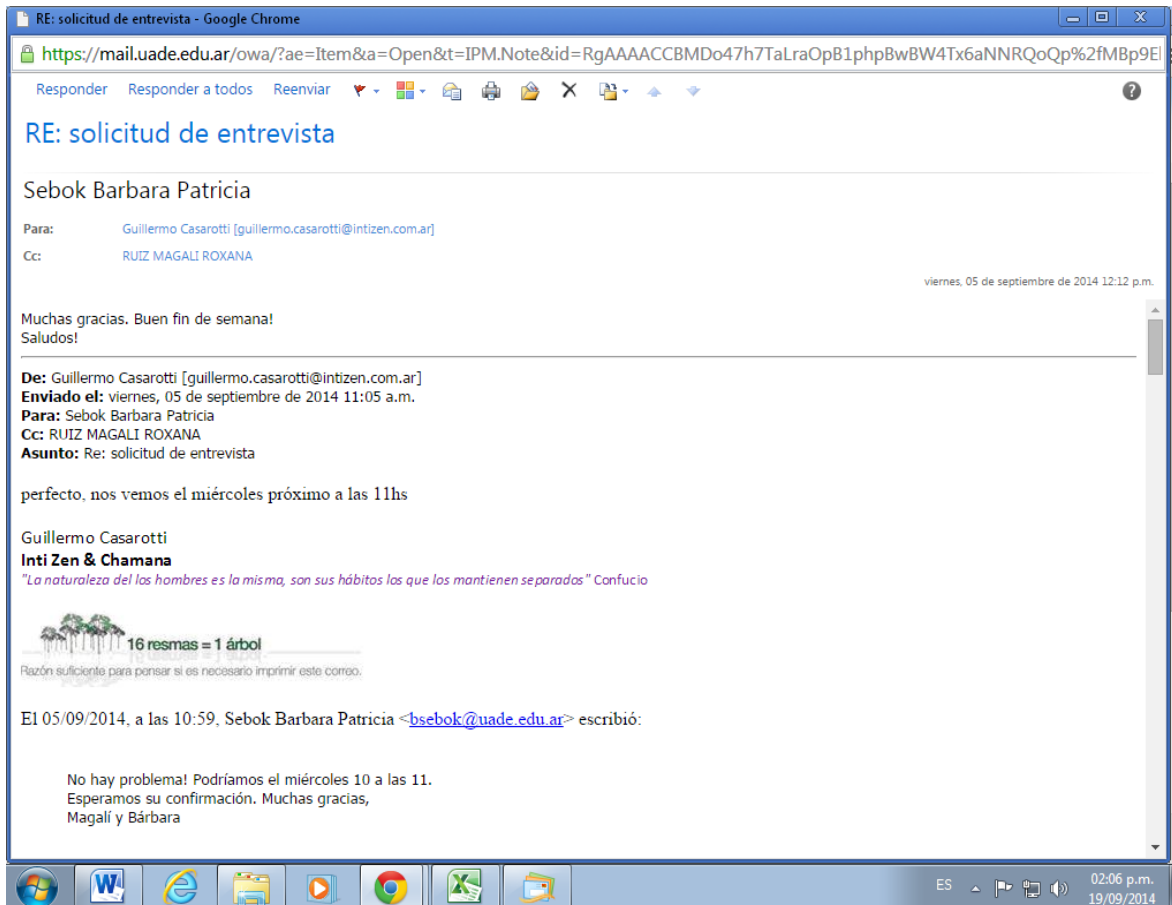 RE: solicitud de entrevista - Google Chrome
https://mail.uade.edu.ar/owa/?ae=Item&a=Open&t=IPM.Note&id=RgAAAACCBMDo47h7TaLraOpB1phpBwBW4Tx6aNNRQoQp%2fMBp9El
Responder Responder a todos Reenviar
RE: solicitud de entrevista
Sebok Barbara Patricia
Para: Guillermo Casarotti [guillermo.casarotti@intizen.com.ar]
Cc: RUIZ MAGALI ROXANA
viernes, 05 de septiembre de 2014 12:12 p.m.
Muchas gracias. Buen fin de semana!
Saludos!
De: Guillermo Casarotti [guillermo.casarotti@intizen.com.ar]
Enviado el: viernes, 05 de septiembre de 2014 11:05 a.m.
Para: Sebok Barbara Patricia
Cc: RUIZ MAGALI ROXANA
Asunto: Re: solicitud de entrevista
perfecto, nos vemos el miércoles próximo a las 11hs
Guillermo Casarotti
Inti Zen & Chamana
"La naturaleza del los hombres es la misma, son sus hábitos los que los mantienen separados" Confucio
16 resmas = 1 árbol
Razón suficiente para pensar si es necesario imprimir este correo.
El 05/09/2014, a las 10:59, Sebok Barbara Patricia <bsebok@uade.edu.ar> escribió:
No hay problema! Podríamos el miércoles 10 a las 11.
Esperamos su confirmación. Muchas gracias,
Magalí y Bárbara
ES
02:06 p.m.
19/09/2014